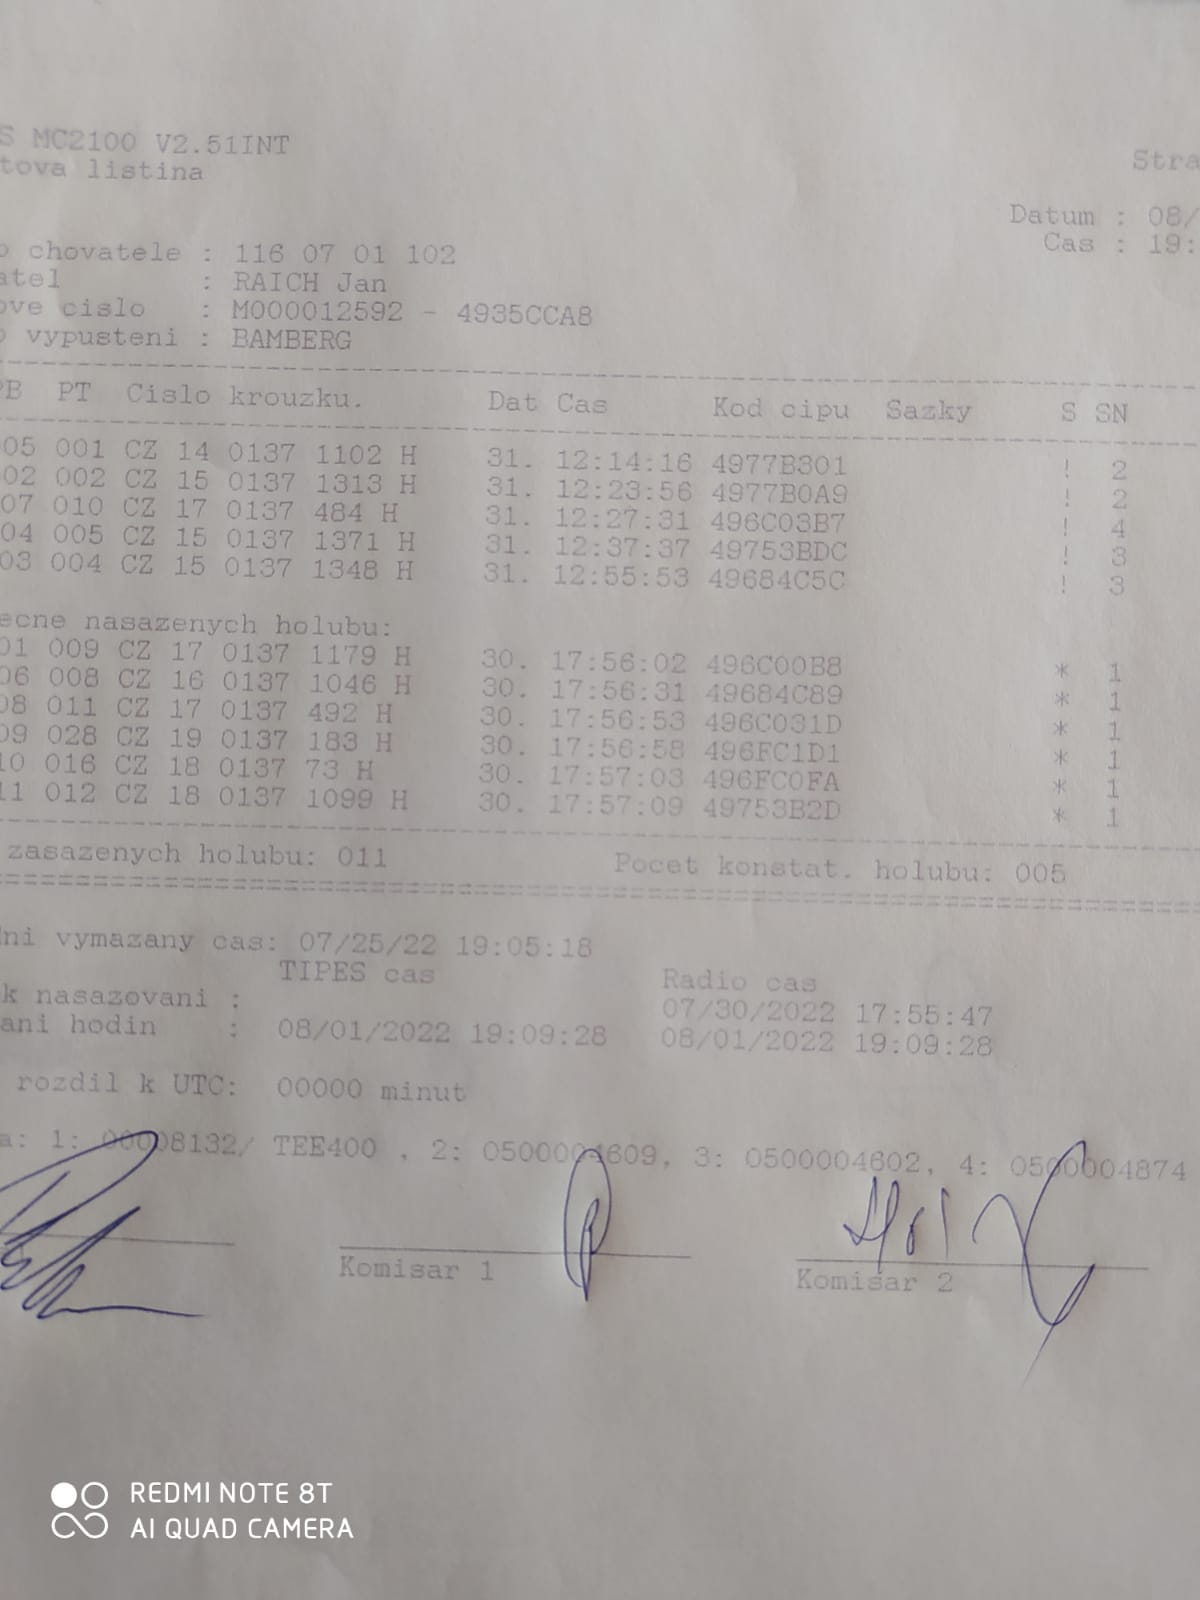 S MC2100 V2.51INT
tova listina
Stra
Datum : 08/
Cas : 19:
o chovatele : 116 07 01 102
atel : RAICH Jan
ove cislo : M000012592 - 4935CCA8
o vypusteni : BAMBERG
PB PT Cislo krouzku. Dat Cas Kod cipu Sazky S SN
05 001 CZ 14 0137 1102 H 31. 12:14:16 4977B301 ! 2
02 002 CZ 15 0137 1313 H 31. 12:23:56 4977B0A9 ! 2
07 010 CZ 17 0137 484 H 31. 12:27:31 496C03B7 ! 4
04 005 CZ 15 0137 1371 H 31. 12:37:37 49753BDC ! 3
03 004 CZ 15 0137 1348 H 31. 12:55:53 49684C5C ! 3
ecne nasazenych holubu:
01 009 CZ 17 0137 1179 H 30. 17:56:02 496C00B8 * 1
06 008 CZ 16 0137 1046 H 30. 17:56:31 49684C89 * 1
08 011 CZ 17 0137 492 H 30. 17:56:53 496C031D * 1
09 028 CZ 19 0137 183 H 30. 17:56:58 496FC1D1 * 1
10 016 CZ 18 0137 73 H 30. 17:57:03 496FC0FA * 1
11 012 CZ 18 0137 1099 H 30. 17:57:09 49753B2D * 1
zasazenych holubu: 011 Pocet konstat. holubu: 005
dni vymazany cas: 07/25/22 19:05:18
TIPES cas Radio cas
k nasazovani : 07/30/2022 17:55:47
ani hodin : 08/01/2022 19:09:28 08/01/2022 19:09:28
rozdil k UTC: 00000 minut
a: 1: 00008132/ TEE400 , 2: 0500004609, 3: 0500004602, 4: 0500004874
Komisar 1
Komisar 2
REDMI NOTE 8T
AI QUAD CAMERA